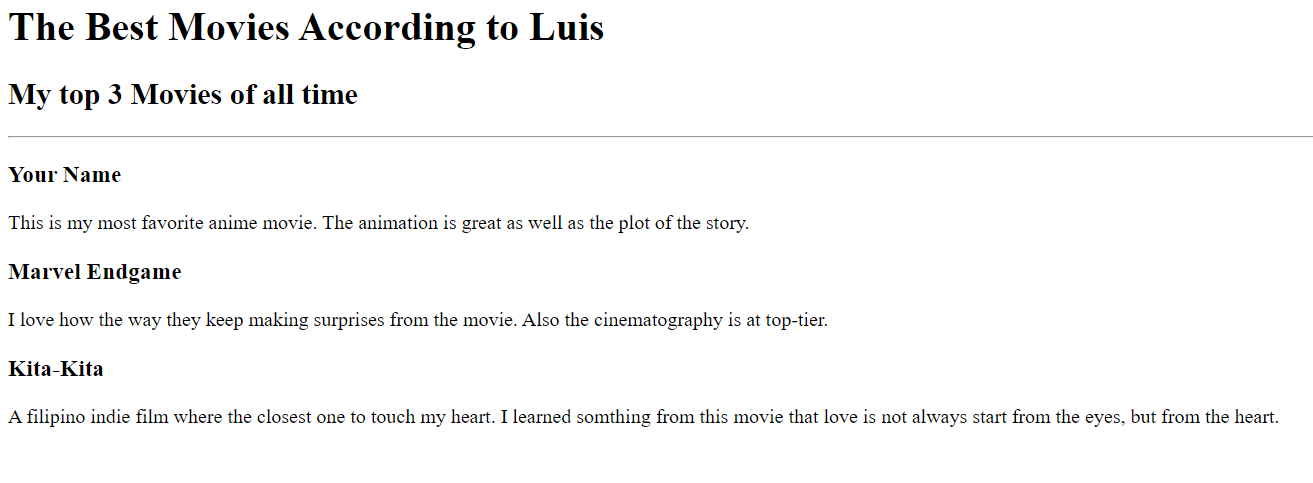 The Best Movies According to Luis
My top 3 Movies of all time
Your Name
This is my most favorite anime movie. The animation is great as well as the plot of the story.
Marvel Endgame
I love how the way they keep making surprises from the movie. Also the cinematography is at top-tier.
Kita-Kita
A filipino indie film where the closest one to touch my heart. I learned somthing from this movie that love is not always start from the eyes, but from the heart.